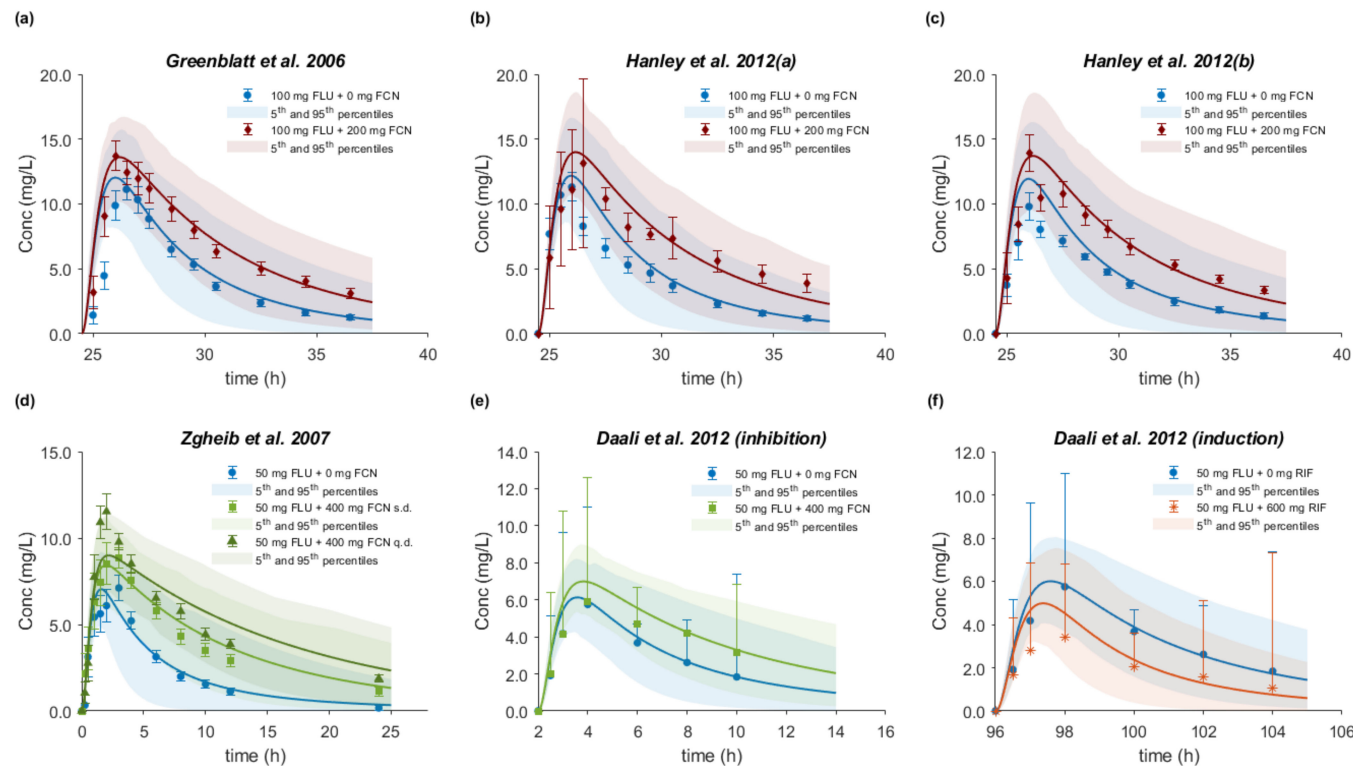 (a)
Greenblatt et al. 2006
100 mg FLU + 0 mg FCN
5th and 95th percentiles
100 mg FLU + 200 mg FCN
5th and 95th percentiles
Conc (mg/L)
20.0
15.0
10.0
5.0
0.0
25 30 35 40
time (h)
(b)
Hanley et al. 2012(a)
100 mg FLU + 0 mg FCN
5th and 95th percentiles
100 mg FLU + 200 mg FCN
5th and 95th percentiles
Conc (mg/L)
20.0
15.0
10.0
5.0
0.0
25 30 35 40
time (h)
(c)
Hanley et al. 2012(b)
100 mg FLU + 0 mg FCN
5th and 95th percentiles
100 mg FLU + 200 mg FCN
5th and 95th percentiles
Conc (mg/L)
20.0
15.0
10.0
5.0
0.0
25 30 35 40
time (h)
(d)
Zgheib et al. 2007
50 mg FLU + 0 mg FCN
5th and 95th percentiles
50 mg FLU + 400 mg FCN s.d.
5th and 95th percentiles
50 mg FLU + 400 mg FCN q.d.
5th and 95th percentiles
Conc (mg/L)
15.0
10.0
5.0
0.0
0 5 10 15 20 25
time (h)
(e)
Daali et al. 2012 (inhibition)
50 mg FLU + 0 mg FCN
5th and 95th percentiles
50 mg FLU + 400 mg FCN
5th and 95th percentiles
Conc (mg/L)
14.0
12.0
10.0
8.0
6.0
4.0
2.0
0.0
2 4 6 8 10 12 14 16
time (h)
(f)
Daali et al. 2012 (induction)
50 mg FLU + 0 mg RIF
5th and 95th percentiles
50 mg FLU + 600 mg RIF
5th and 95th percentiles
Conc (mg/L)
12.0
10.0
8.0
6.0
4.0
2.0
0.0
96 98 100 102 104 106
time (h)